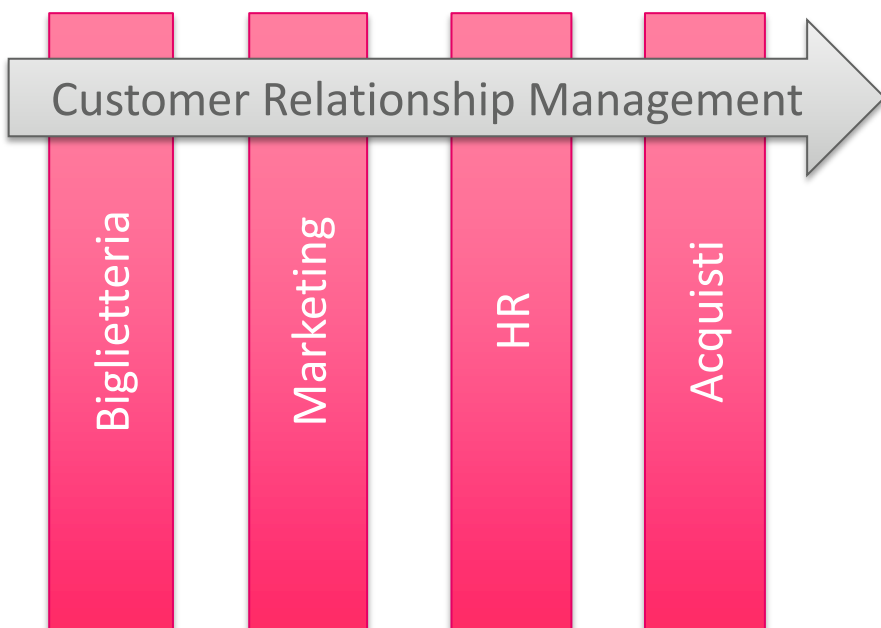 Customer Relationship Management
Biglietteria
Marketing
HR
Acquisti